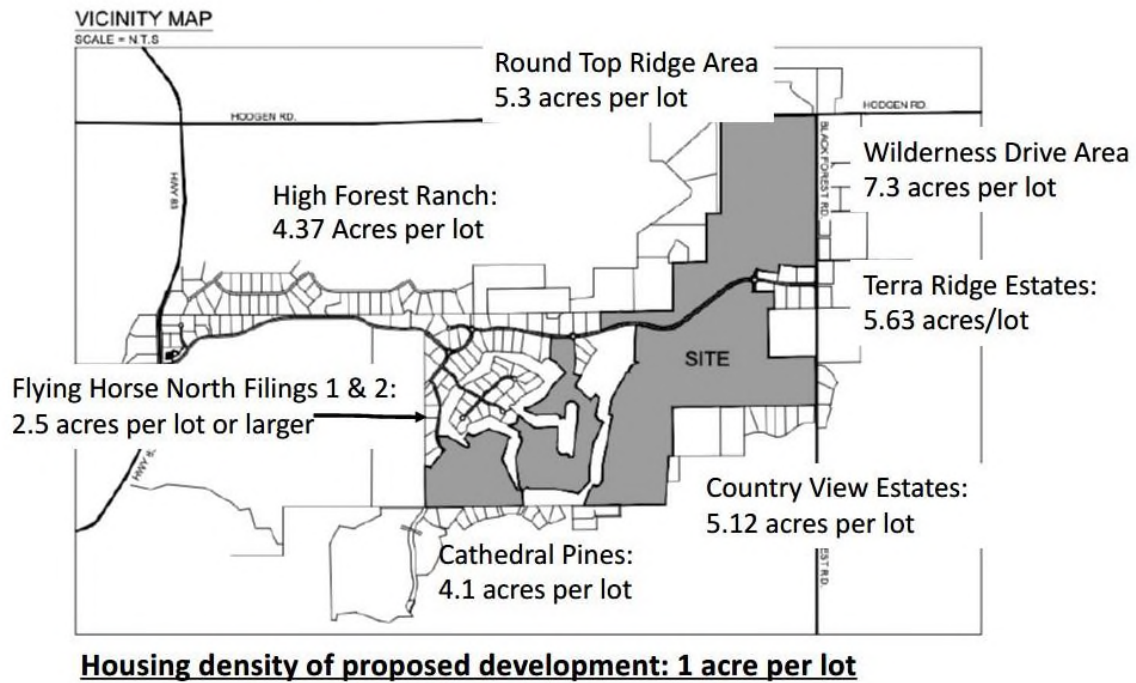 VICINITY MAP
SCALE = N.T.S
Round Top Ridge Area
5.3 acres per lot
HODGEN RD.
HODGEN RD.
BLACK FOREST RD.
Wilderness Drive Area
7.3 acres per lot
HWY 83
High Forest Ranch:
4.37 Acres per lot
Terra Ridge Estates:
5.63 acres/lot
SITE
Flying Horse North Filings 1 & 2:
2.5 acres per lot or larger
HWY 8
Country View Estates:
5.12 acres per lot
Cathedral Pines:
4.1 acres per lot
EST RD.
Housing density of proposed development: 1 acre per lot